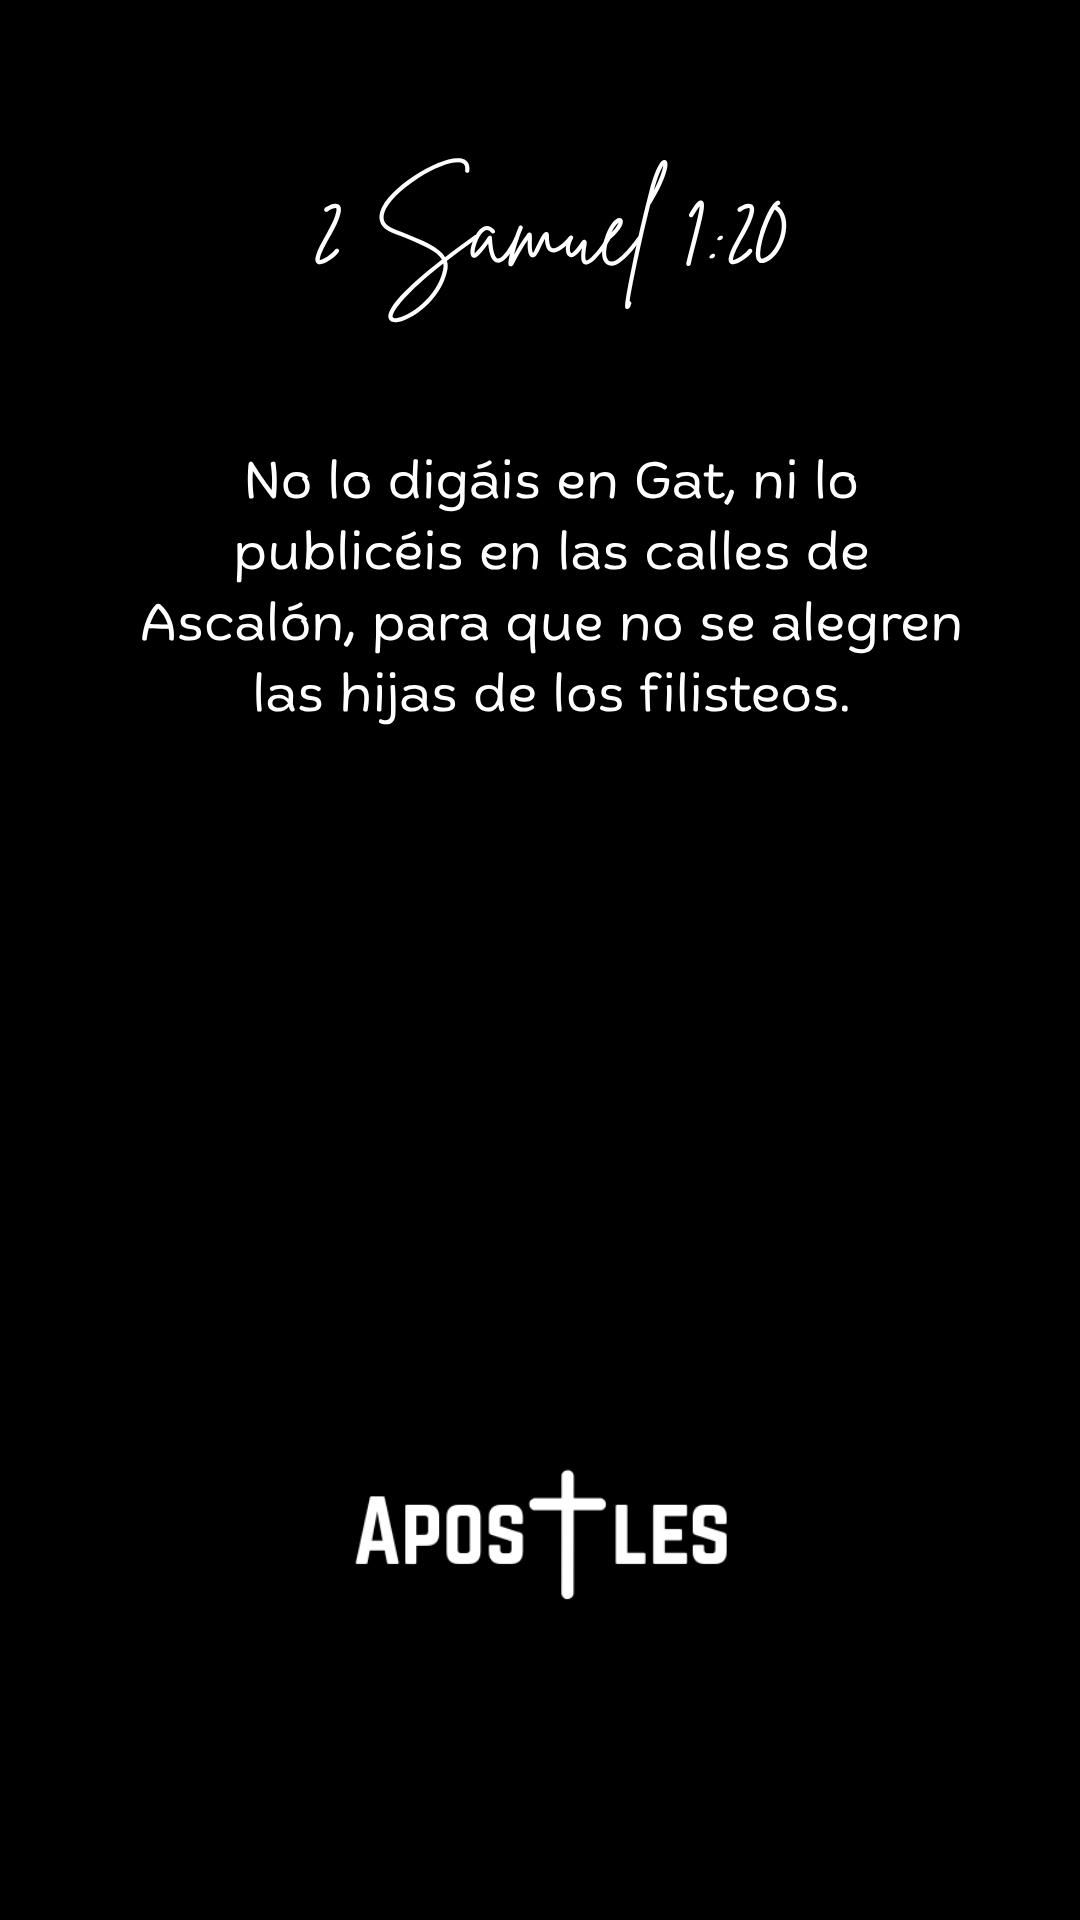 2 Samuel 1:20
No lo digáis en Gat, ni lo
publicéis en las calles de
Ascalón, para que no se alegren
las hijas de los filisteos.
APOSTLES